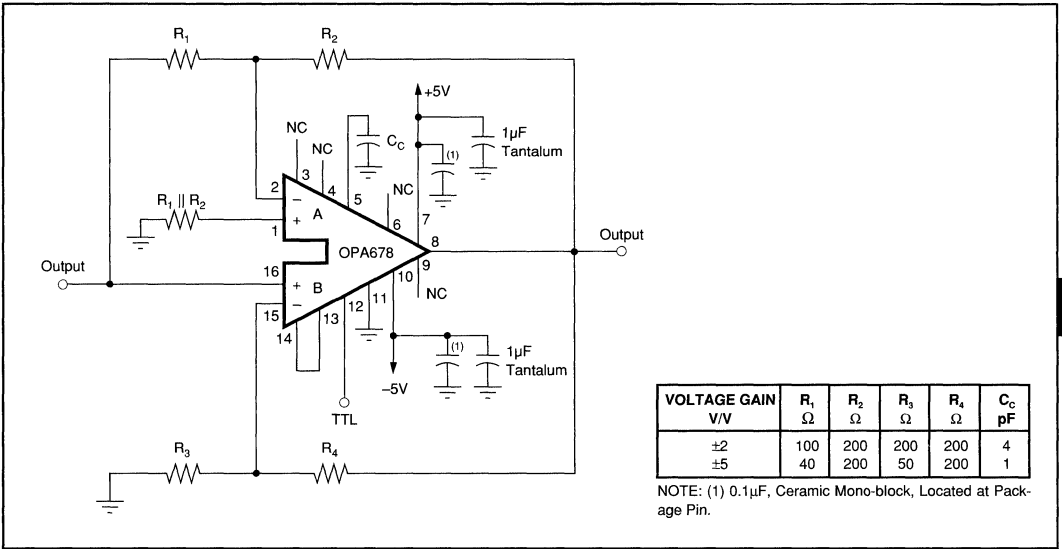 R1
R2
+5V
NC
CC
1µF
Tantalum
(1)
NC
3
4
5
NC
2
−
A
6
7
R1 || R2
+
1
8
Output
OPA678
9
Output
16
10
+
B
11
NC
−
12
15
13
14
(1)
1µF
Tantalum
–5V
TTL
R3
R4
VOLTAGE GAIN V/V | R1 Ω | R2 Ω | R3 Ω | R4 Ω | CC pF
±2 | 100 | 200 | 200 | 200 | 4
±5 | 40 | 200 | 50 | 200 | 1
NOTE: (1) 0.1µF, Ceramic Mono-block, Located at Pack-
age Pin.